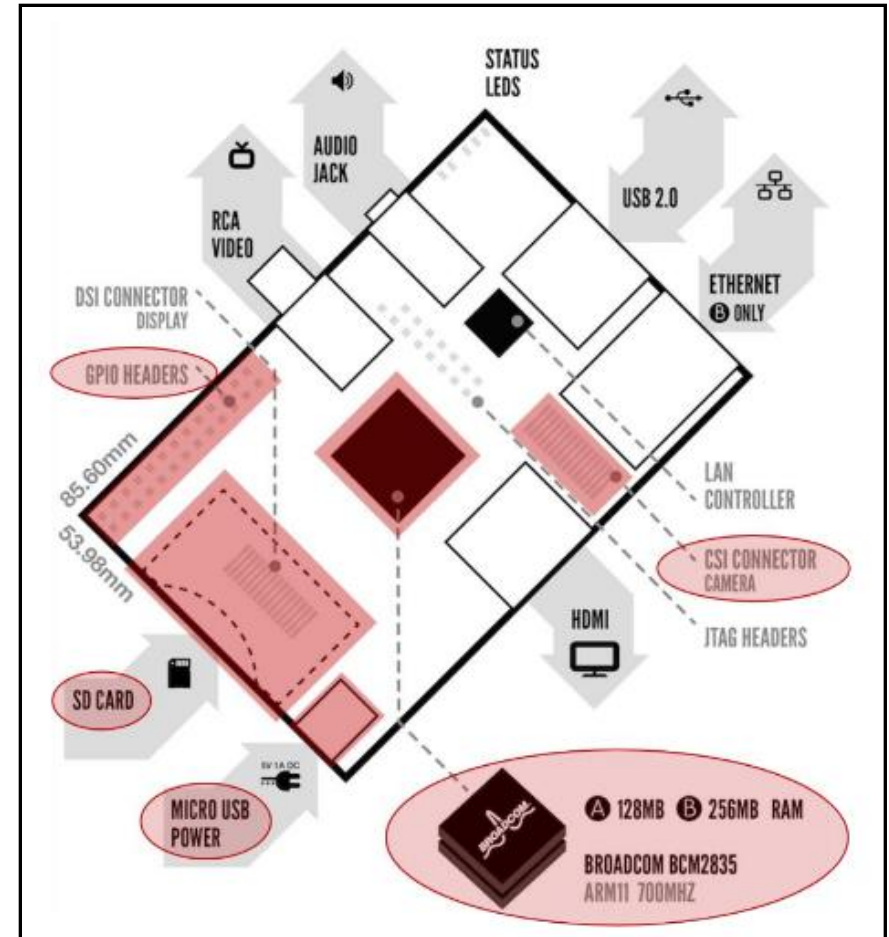 STATUS
LEDS
AUDIO
JACK
USB 2.0
RCA
VIDEO
ETHERNET
B ONLY
DSI CONNECTOR
DISPLAY
GPIO HEADERS
85.60mm
53.98mm
LAN
CONTROLLER
CSI CONNECTOR
CAMERA
HDMI
JTAG HEADERS
SD CARD
5V 1A DC
MICRO USB
POWER
BROADCOM
A 128MB B 256MB RAM
BROADCOM BCM2835
ARM11 700MHZ